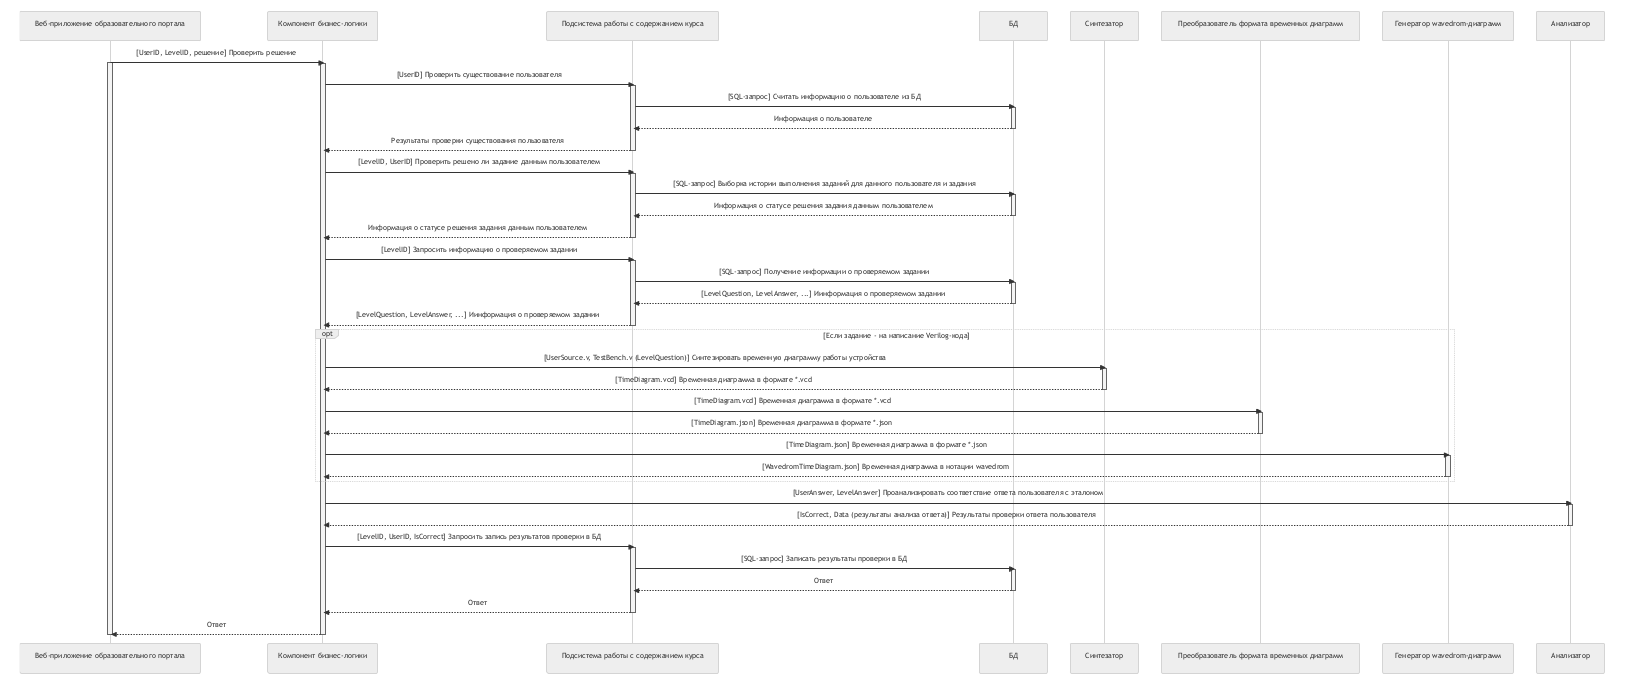 Веб-приложение образовательного портала
Компонент бизнес-логики
Подсистема работы с содержанием курса
БД
Синтезатор
Преобразователь формата временных диаграмм
Генератор wavedrom-диаграмм
Анализатор
[UserID, LevelID, решение] Проверить решение
[UserID] Проверить существование пользователя
[SQL-запрос] Считать информацию о пользователе из БД
Информация о пользователе
Результаты проверки существования пользователя
[LevelID, UserID] Проверить решено ли задание данным пользователем
[SQL-запрос] Выборка истории выполнения заданий для данного пользователя и задания
Информация о статусе решения задания данным пользователем
Информация о статусе решения задания данным пользователем
[LevelID] Запросить информацию о проверяемом задании
[SQL-запрос] Получение информации о проверяемом задании
[LevelQuestion, LevelAnswer, ...] Иинформация о проверяемом задании
[LevelQuestion, LevelAnswer, ...] Иинформация о проверяемом задании
opt
[Если задание - на написание Verilog-кода]
[UserSource.v, TestBench.v (LevelQuestion)] Синтезировать временную диаграмму работы устройства
[TimeDiagram.vcd] Временная диаграмма в формате *.vcd
[TimeDiagram.vcd] Временная диаграмма в формате *.vcd
[TimeDiagram.json] Временная диаграмма в формате *.json
[TimeDiagram.json] Временная диаграмма в формате *.json
[WavedromTimeDiagram.json] Временная диаграмма в нотации wavedrom
[UserAnswer, LevelAnswer] Проанализировать соответствие ответа пользователя с эталоном
[IsCorrect, Data (результаты анализа ответа)] Результаты проверки ответа пользователя
[LevelID, UserID, IsCorrect] Запросить запись результатов проверки в БД
[SQL-запрос] Записать результаты проверки в БД
Ответ
Ответ
Ответ
Веб-приложение образовательного портала
Компонент бизнес-логики
Подсистема работы с содержанием курса
БД
Синтезатор
Преобразователь формата временных диаграмм
Генератор wavedrom-диаграмм
Анализатор